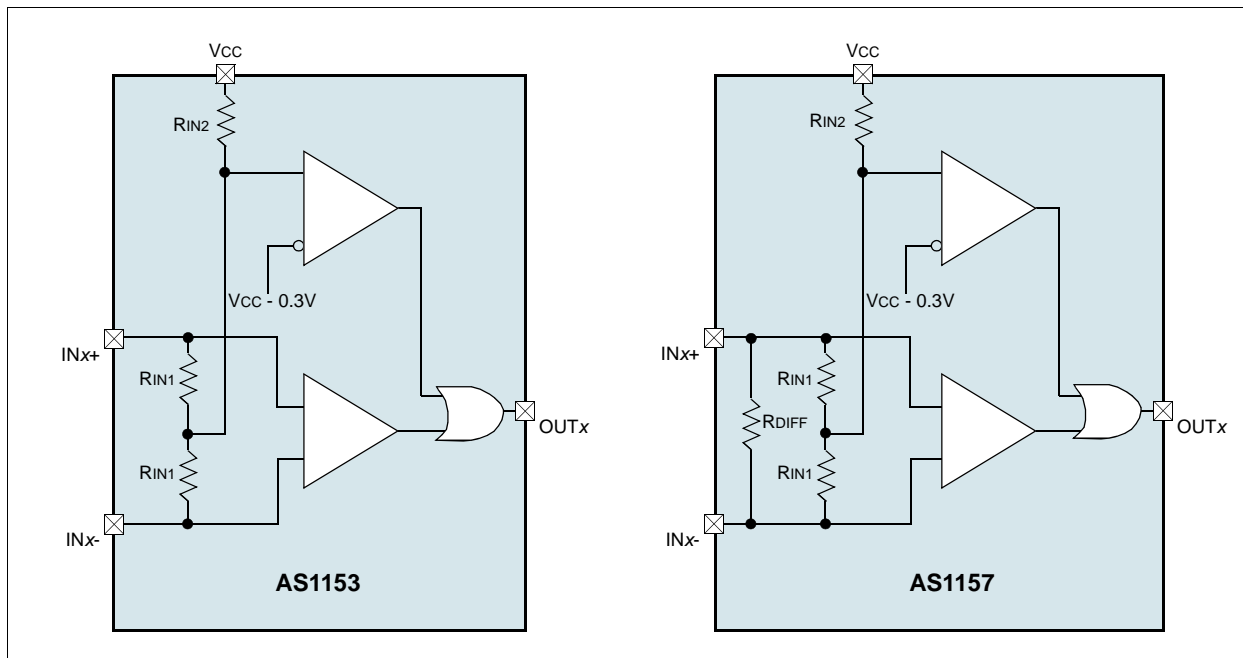 VCC
RIN2
VCC - 0.3V
INx+
RIN1
RIN1
INx-
OUTx
AS1153
VCC
RIN2
VCC - 0.3V
INx+
RIN1
RDIFF
RIN1
INx-
OUTx
AS1157